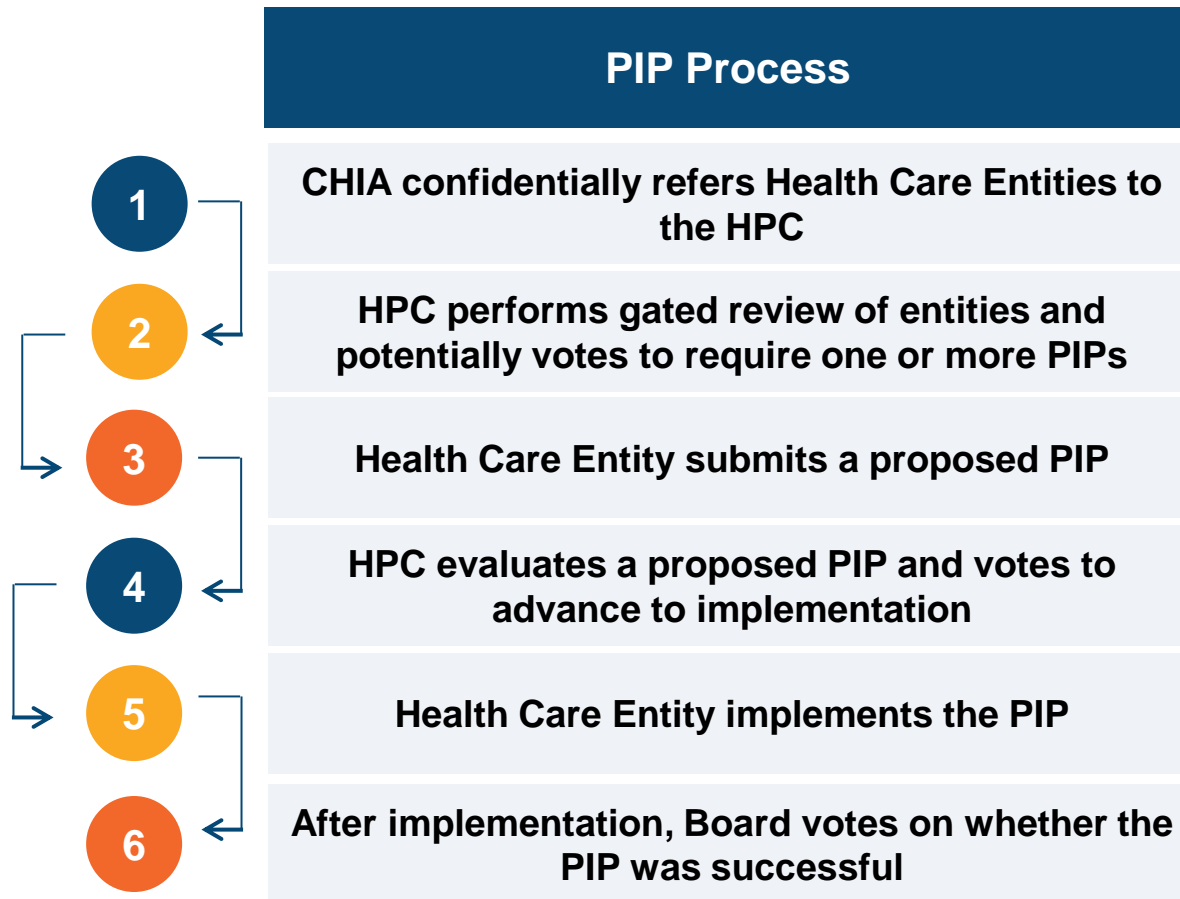 PIP Process
1
CHIA confidentially refers Health Care Entities to
the HPC
2
HPC performs gated review of entities and
potentially votes to require one or more PIPs
3
Health Care Entity submits a proposed PIP
4
HPC evaluates a proposed PIP and votes to
advance to implementation
5
Health Care Entity implements the PIP
6
After implementation, Board votes on whether the
PIP was successful